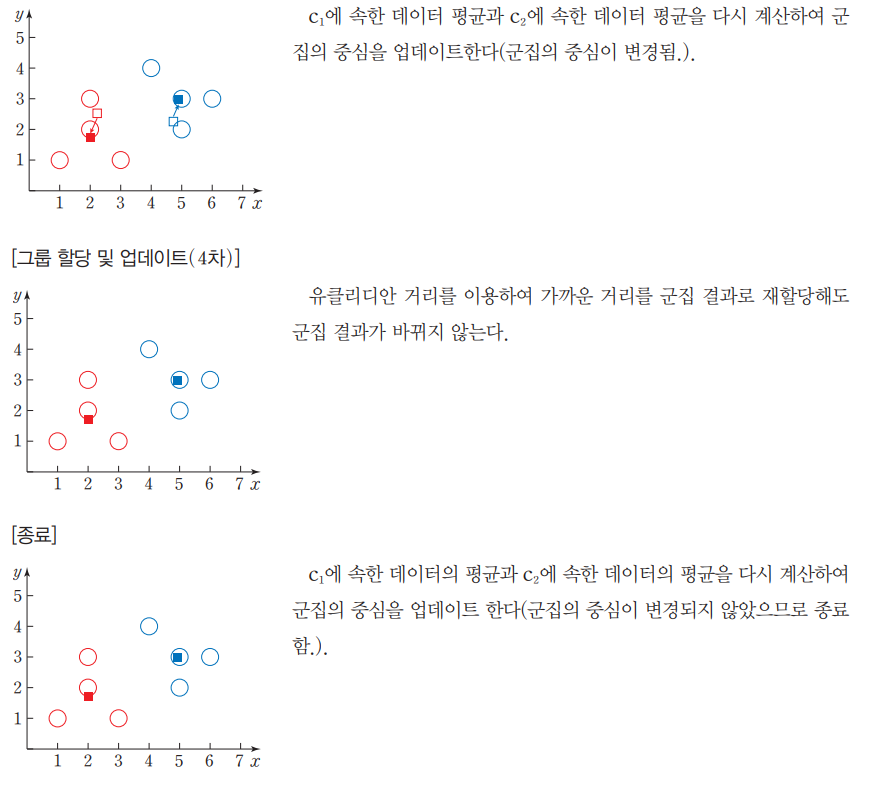 c₁에 속한 데이터 평균과 c₂에 속한 데이터 평균을 다시 계산하여 군
집의 중심을 업데이트한다(군집의 중심이 변경됨.).
y
5
4
3
2
1
1 2 3 4 5 6 7 x
[그룹 할당 및 업데이트(4차)]
유클리디안 거리를 이용하여 가까운 거리를 군집 결과로 재할당해도
군집 결과가 바뀌지 않는다.
y
5
4
3
2
1
1 2 3 4 5 6 7 x
[종료]
c₁에 속한 데이터의 평균과 c₂에 속한 데이터의 평균을 다시 계산하여
군집의 중심을 업데이트 한다(군집의 중심이 변경되지 않았으므로 종료
함.).
y
5
4
3
2
1
1 2 3 4 5 6 7 x